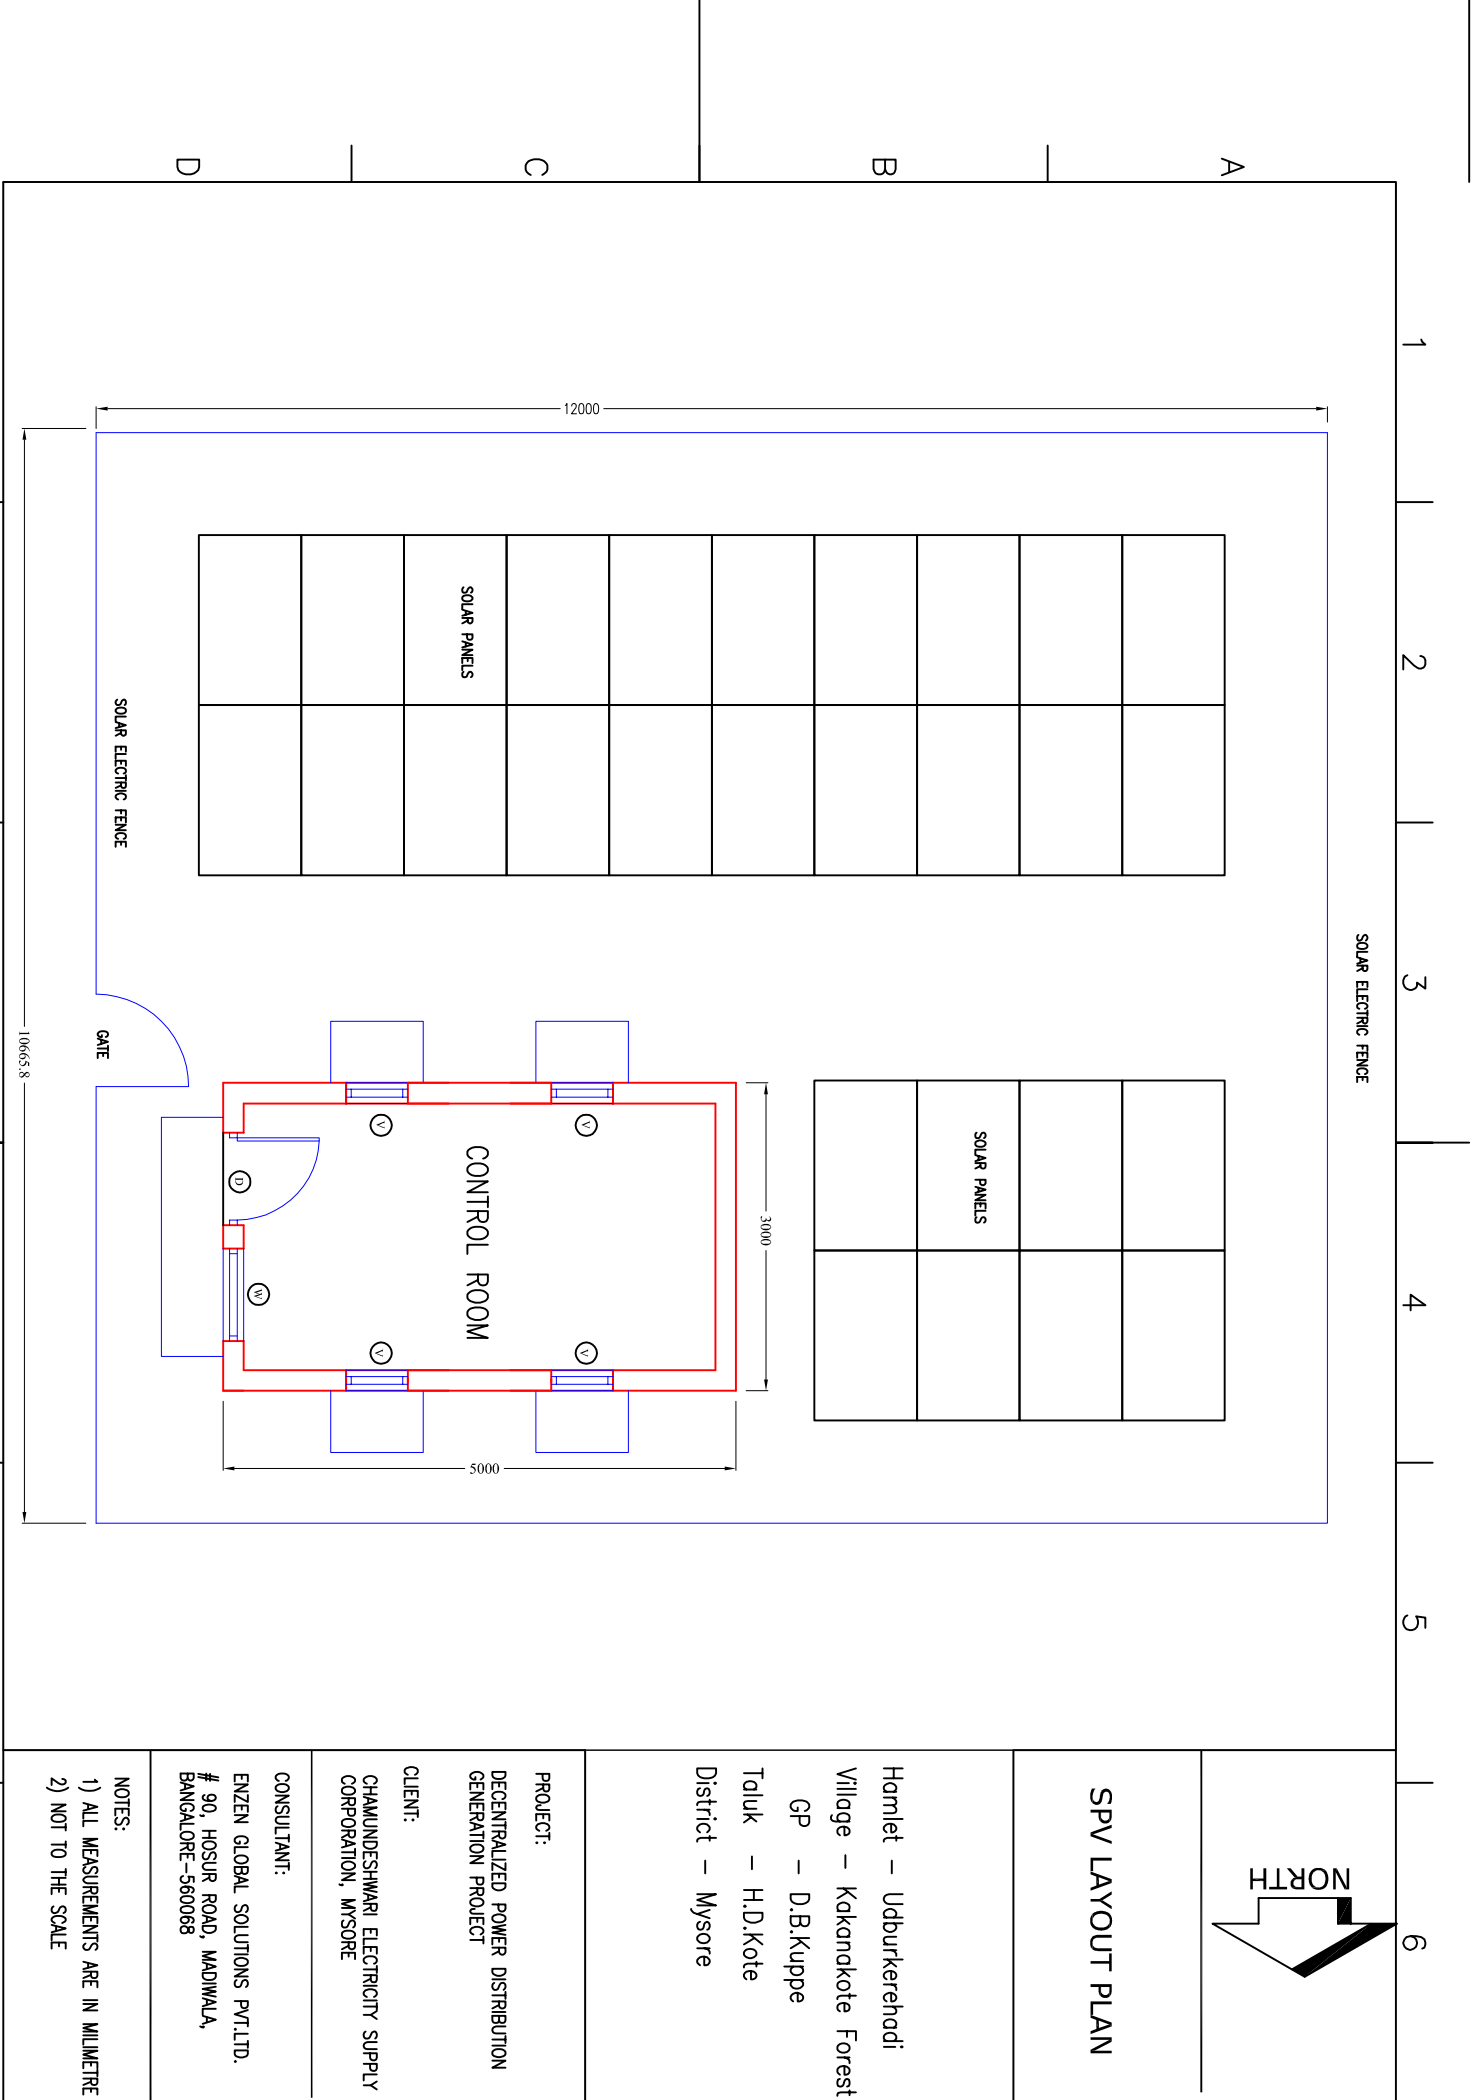 1
2
3
4
5
6
A
B
C
D
SOLAR ELECTRIC FENCE
12000
SOLAR PANELS
SOLAR PANELS
3000
CONTROL ROOM
V
V
V
V
D
W
5000
SOLAR ELECTRIC FENCE
GATE
10665.8
NORTH
SPV LAYOUT PLAN
Hamlet - Udburkerehadi
Village - Kakanakote Forest
GP - D.B.Kuppe
Taluk - H.D.Kote
District - Mysore
PROJECT:
DECENTRALIZED POWER DISTRIBUTION
GENERATION PROJECT
CLIENT:
CHAMUNDESHWARI ELECTRICITY SUPPLY
CORPORATION, MYSORE
CONSULTANT:
ENZEN GLOBAL SOLUTIONS PVT.LTD.
# 90, HOSUR ROAD, MADIWALA,
BANGALORE-560068
NOTES:
1) ALL MEASUREMENTS ARE IN MILIMETRE
2) NOT TO THE SCALE